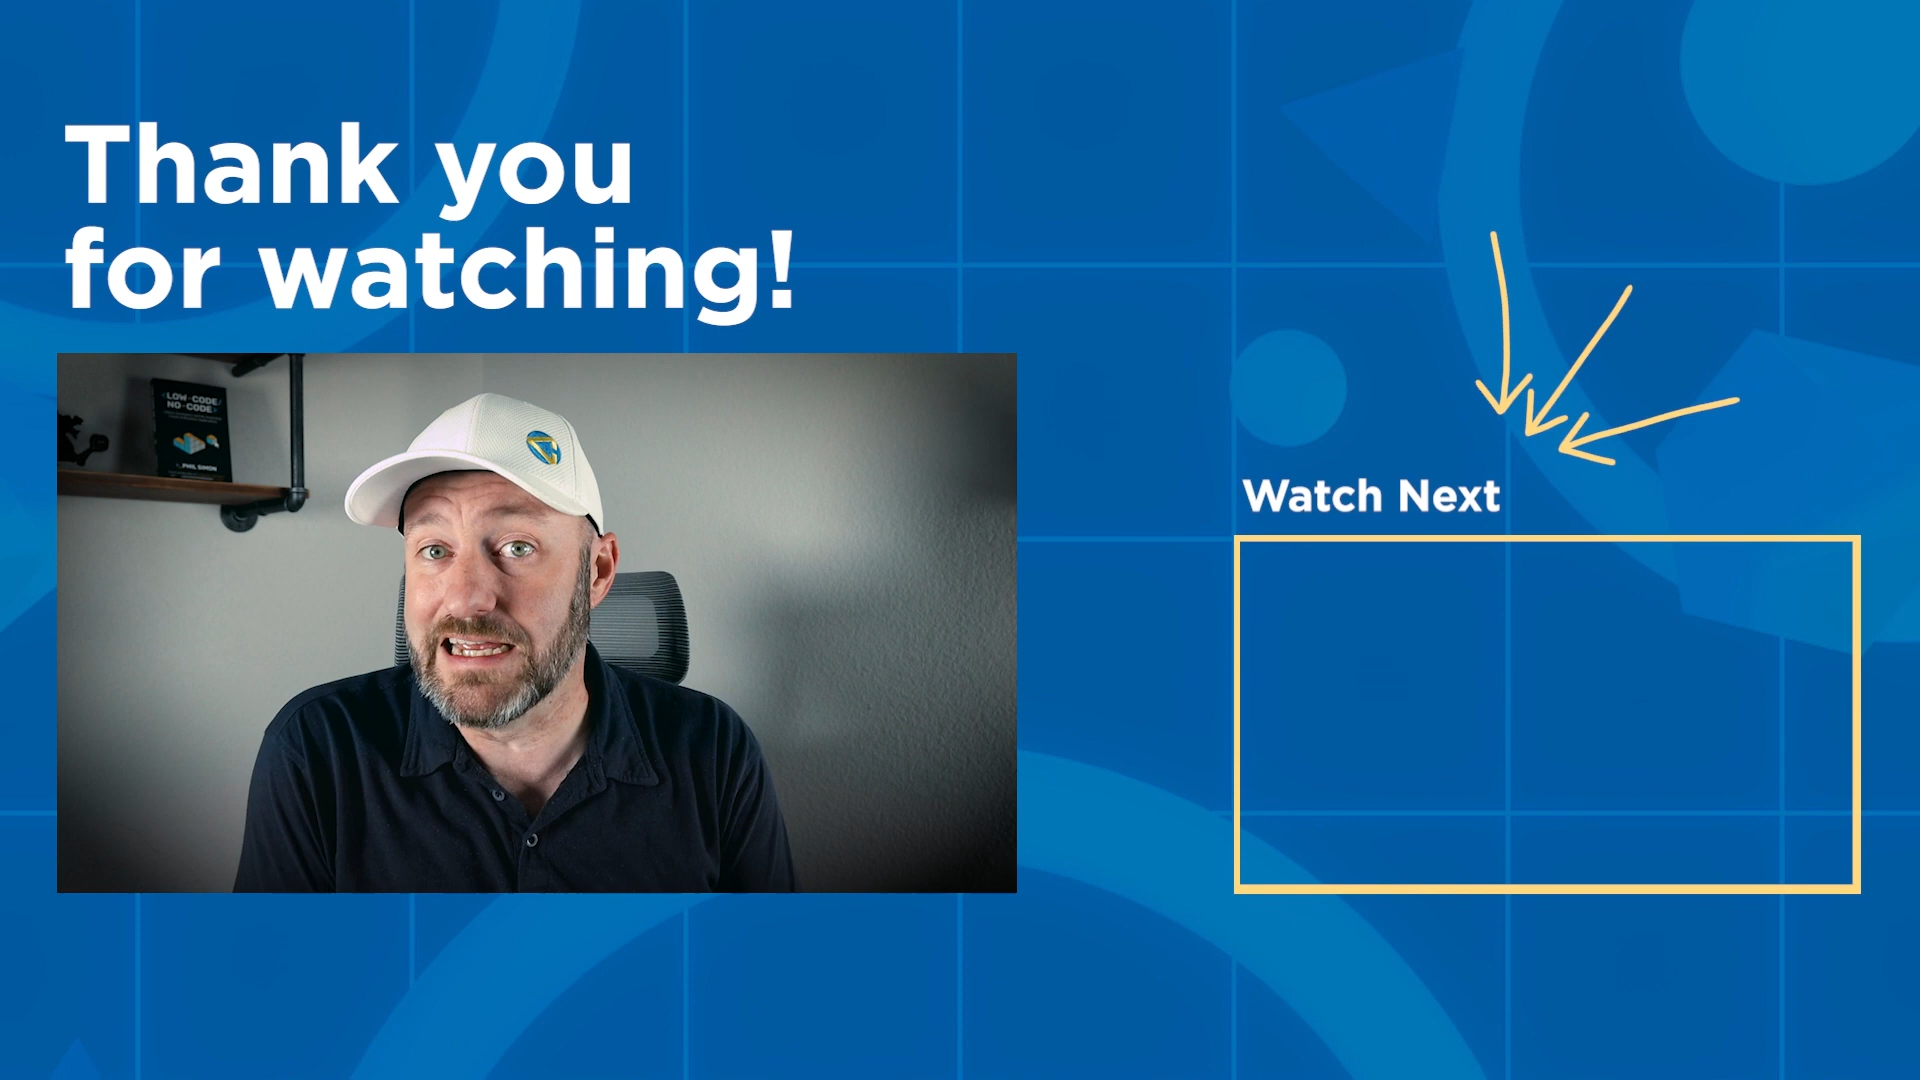 Thank you
for watching!
LOW-CODE/
NO-CODE
PHIL SIMON
Watch Next